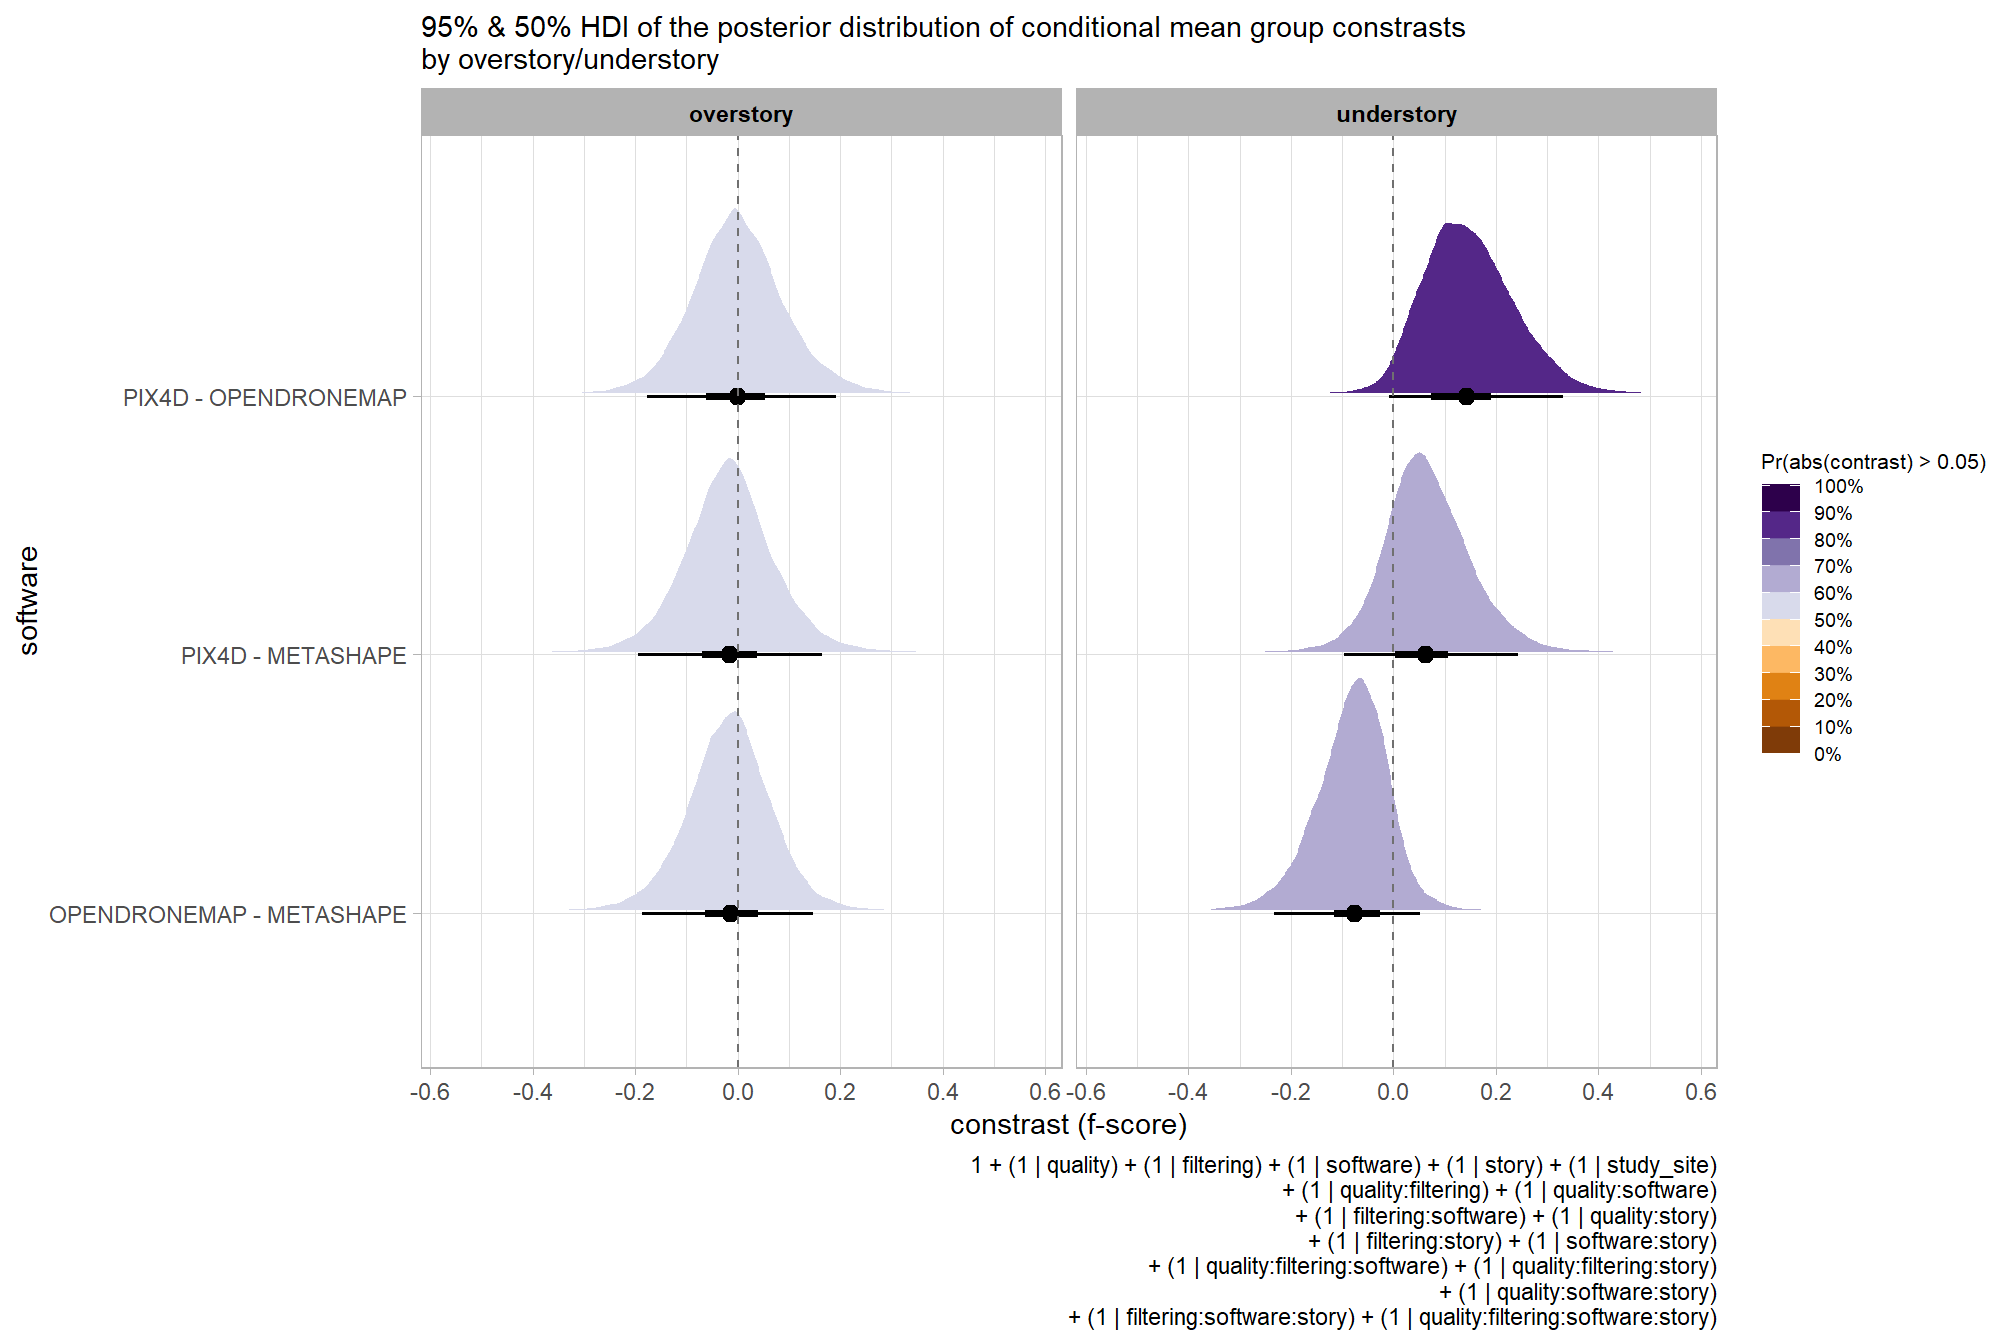 95% & 50% HDI of the posterior distribution of conditional mean group constrasts
by overstory/understory
overstory
understory
software
PIX4D - OPENDRONEMAP
PIX4D - METASHAPE
OPENDRONEMAP - METASHAPE
-0.6 -0.4 -0.2 0.0 0.2 0.4 0.6
-0.6 -0.4 -0.2 0.0 0.2 0.4 0.6
constrast (f-score)
Pr(abs(contrast) > 0.05)
100%
90%
80%
70%
60%
50%
40%
30%
20%
10%
0%
1 + (1 | quality) + (1 | filtering) + (1 | software) + (1 | story) + (1 | study_site)
+ (1 | quality:filtering) + (1 | quality:software)
+ (1 | filtering:software) + (1 | quality:story)
+ (1 | filtering:story) + (1 | software:story)
+ (1 | quality:filtering:software) + (1 | quality:filtering:story)
+ (1 | quality:software:story)
+ (1 | filtering:software:story) + (1 | quality:filtering:software:story)